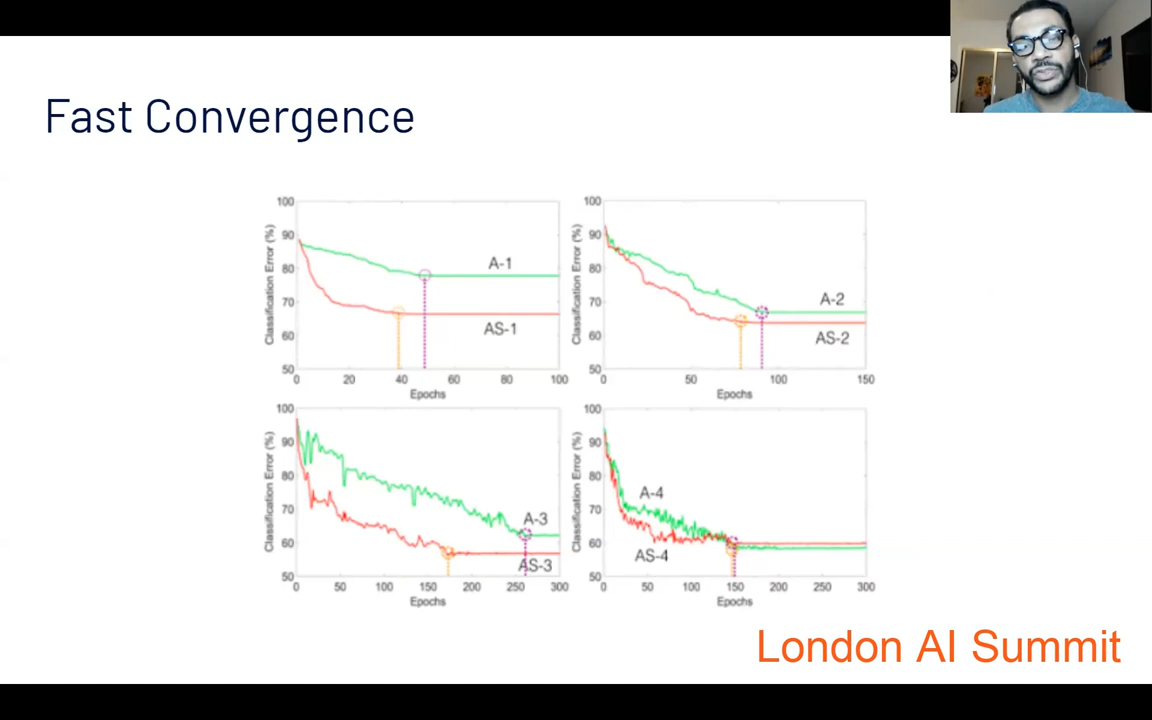 Fast Convergence
100
90
80
70
60
50
Classification Error (%)
A-1
AS-1
0 20 40 60 80 100
Epochs
100
90
80
70
60
50
Classification Error (%)
A-2
AS-2
0 50 100 150
Epochs
100
90
80
70
60
50
Classification Error (%)
A-3
AS-3
0 50 100 150 200 250 300
Epochs
100
90
80
70
60
50
Classification Error (%)
A-4
AS-4
0 50 100 150 200 250 300
Epochs
London AI Summit